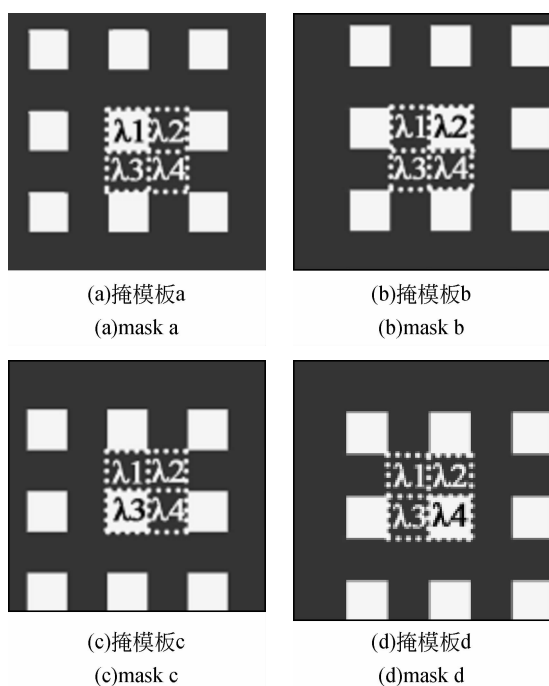 λ1 λ2
λ3 λ4
(a)掩模板a
(a)mask a
λ1 λ2
λ3 λ4
(b)掩模板b
(b)mask b
λ1 λ2
λ3 λ4
(c)掩模板c
(c)mask c
λ1 λ2
λ3 λ4
(d)掩模板d
(d)mask d